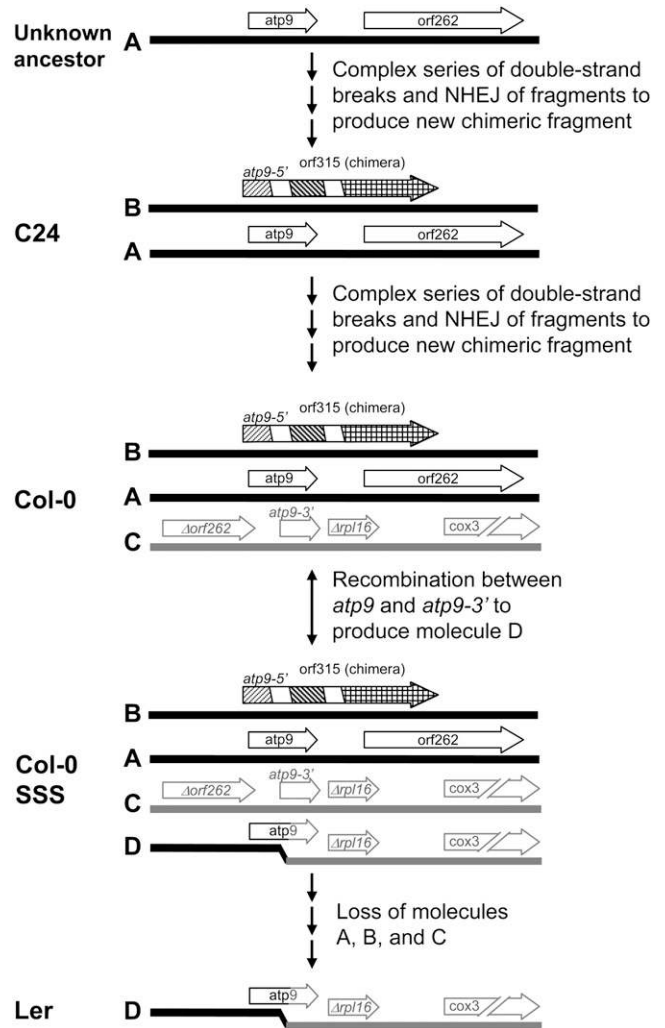 atp9 orf262
Unknown
ancestor
A
Complex series of double-strand
breaks and NHEJ of fragments to
produce new chimeric fragment
orf315 (chimera)
atp9-5'
B
C24
atp9 orf262
A
Complex series of double-strand
breaks and NHEJ of fragments to
produce new chimeric fragment
orf315 (chimera)
atp9-5'
B
atp9 orf262
Col-0
A
atp9-3'
Δorf262 Δrpl16 cox3
C
Recombination between
atp9 and atp9-3' to
produce molecule D
orf315 (chimera)
atp9-5'
B
atp9 orf262
Col-0
SSS
A
atp9-3'
Δorf262 Δrpl16 cox3
C
atp9 Δrpl16 cox3
D
Loss of molecules
A, B, and C
atp9 Δrpl16 cox3
Ler D